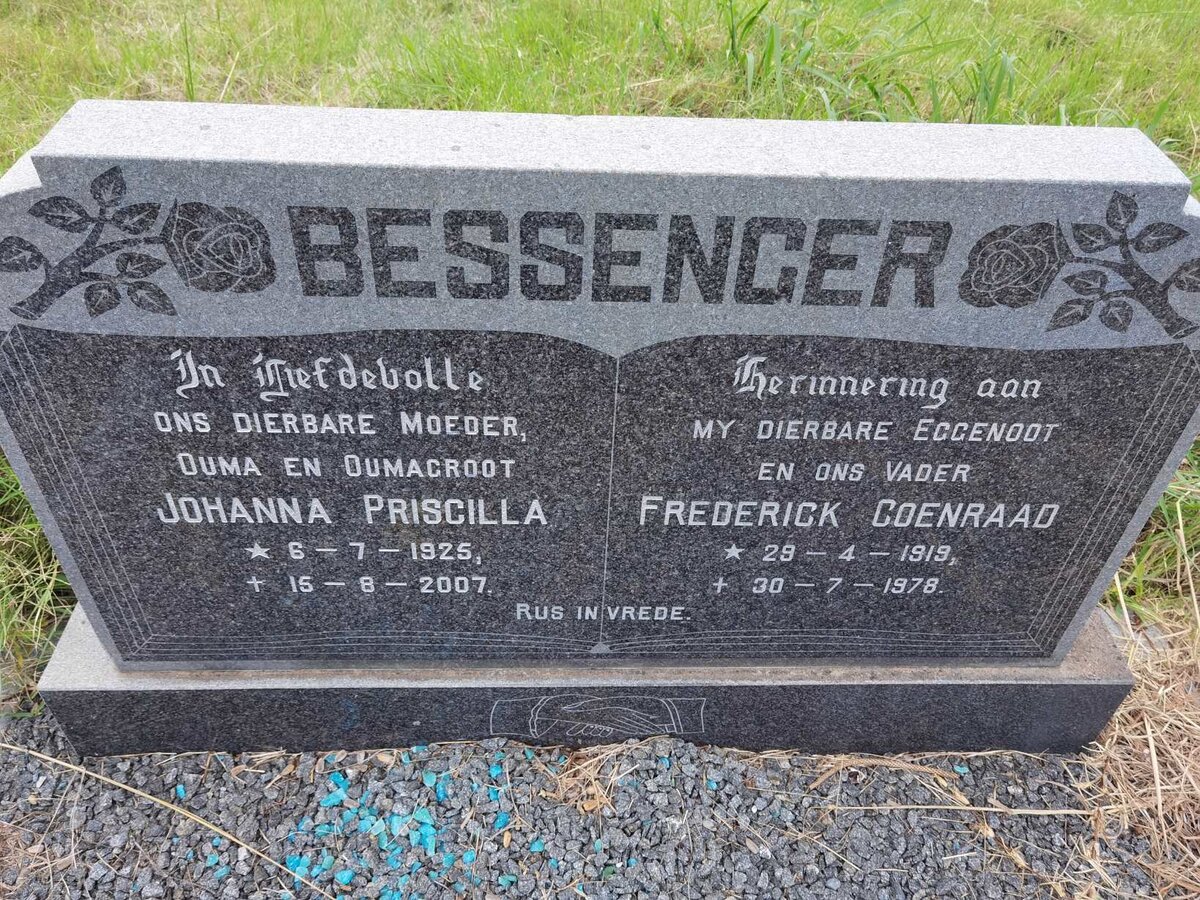 BESSENGER
In Liefdevolle
ONS DIERBARE MOEDER,
OUMA EN OUMAGROOT
JOHANNA PRISCILLA
★ 6 – 7 – 1925,
✝ 15 – 8 – 2007.
Herinnering aan
MY DIERBARE EGGENOOT
EN ONS VADER
FREDERICK COENRAAD
★ 29 – 4 – 1919,
✝ 30 – 7 – 1978.
RUS IN VREDE.